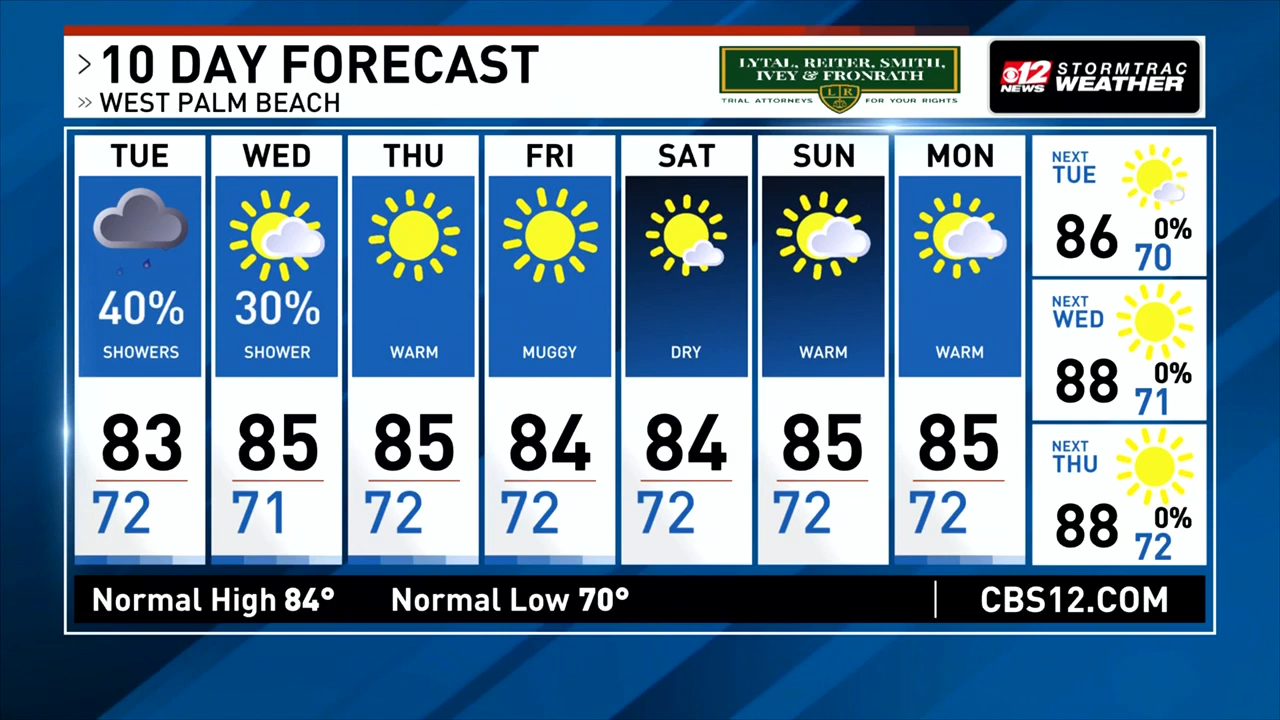 > 10 DAY FORECAST
» WEST PALM BEACH
LYTAL, REITER, SMITH,
IVEY & FRONRATH
LR
TRIAL ATTORNEYS FOR YOUR RIGHTS
12 NEWS
STORMTRAC
WEATHER
TUE
40%
SHOWERS
83
72
WED
30%
SHOWER
85
71
THU
WARM
85
72
FRI
MUGGY
84
72
SAT
DRY
84
72
SUN
WARM
85
72
MON
WARM
85
72
NEXT
TUE
86 0%
70
NEXT
WED
88 0%
71
NEXT
THU
88 0%
72
Normal High 84° Normal Low 70° CBS12.COM